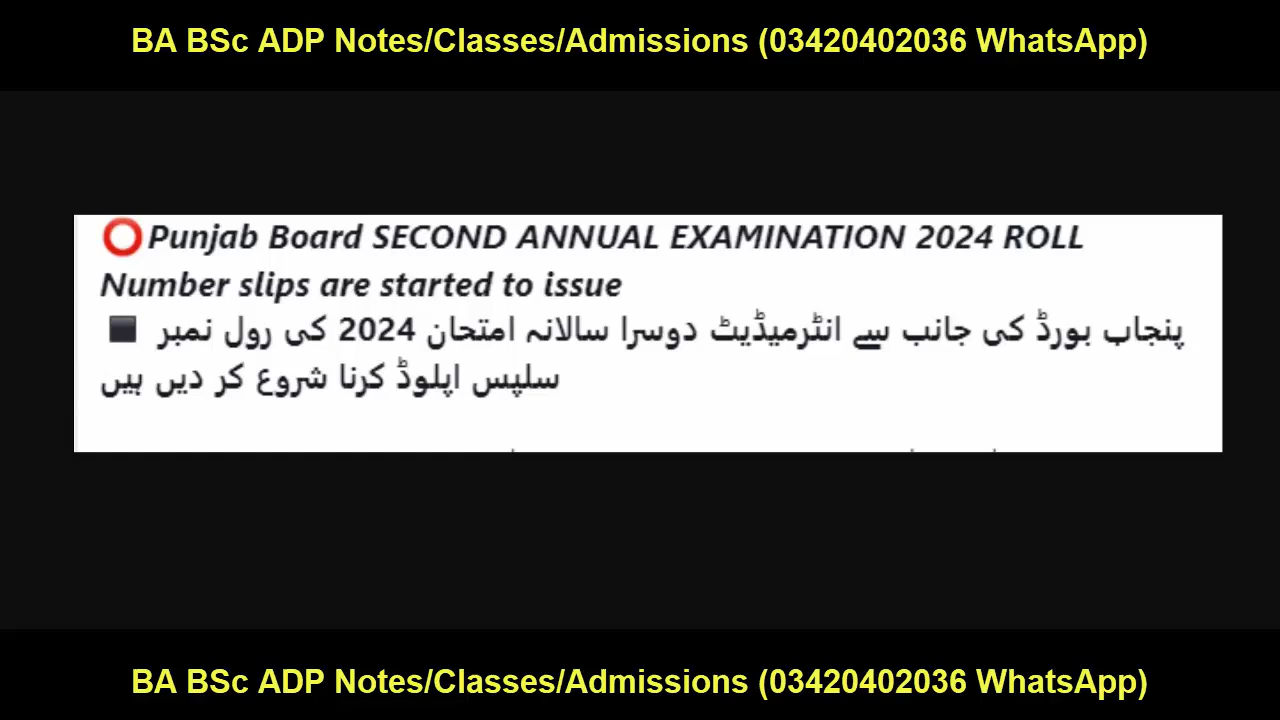 BA BSc ADP Notes/Classes/Admissions (03420402036 WhatsApp)
⭕Punjab Board SECOND ANNUAL EXAMINATION 2024 ROLL
Number slips are started to issue
◾ پنجاب بورڈ کی جانب سے انٹرمیڈیٹ دوسرا سالانہ امتحان 2024 کی رول نمبر
سلپس اپلوڈ کرنا شروع کر دیں ہیں
BA BSc ADP Notes/Classes/Admissions (03420402036 WhatsApp)